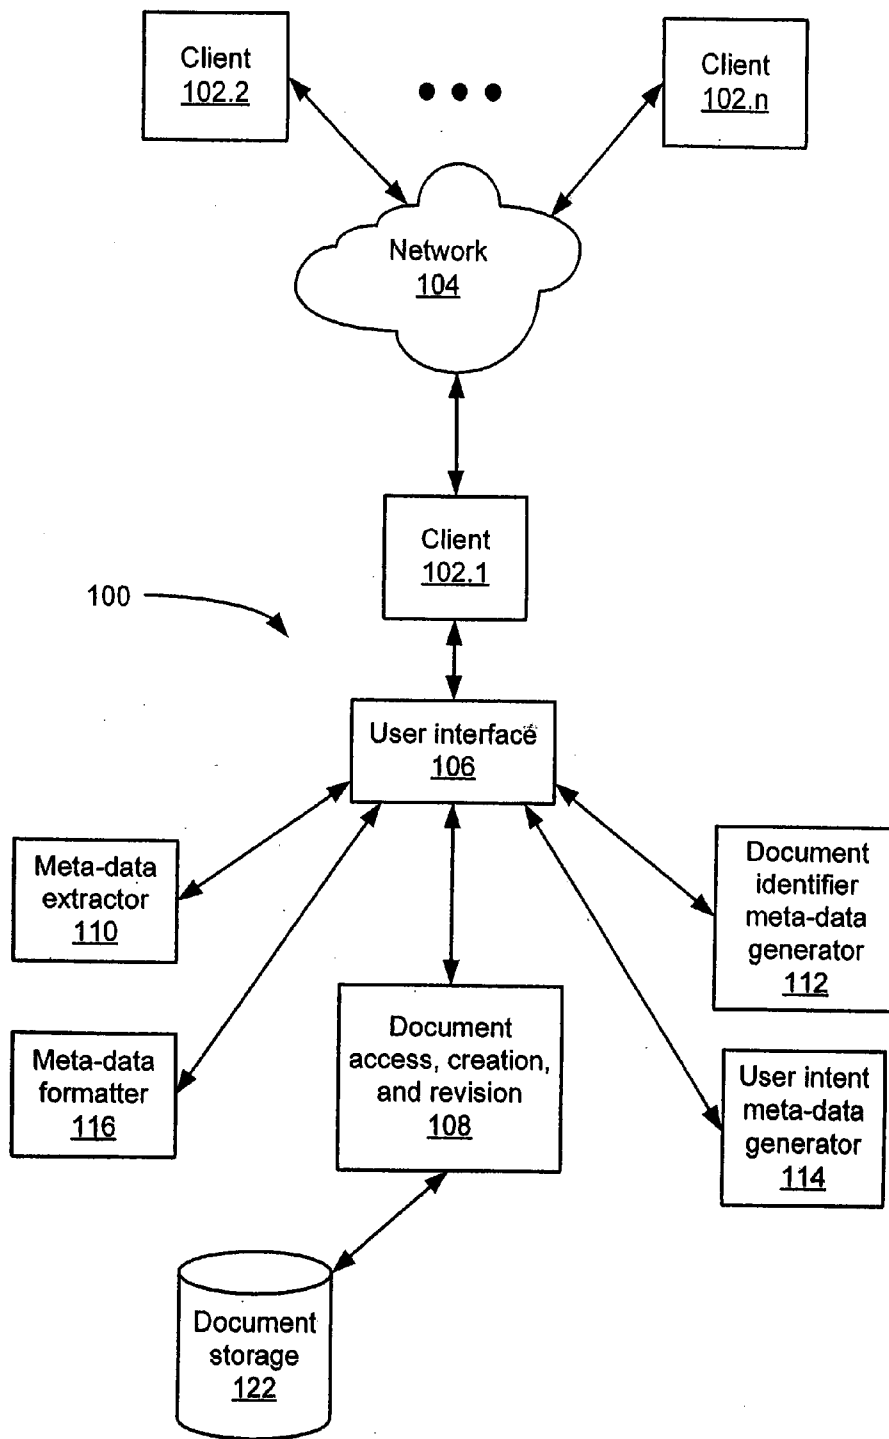 Client
102.2
Client
102.n
Network
104
Client
102.1
100
User interface
106
Meta-data
extractor
110
Document
identifier
meta-data
generator
112
Meta-data
formatter
116
Document
access, creation,
and revision
108
User intent
meta-data
generator
114
Document
storage
122